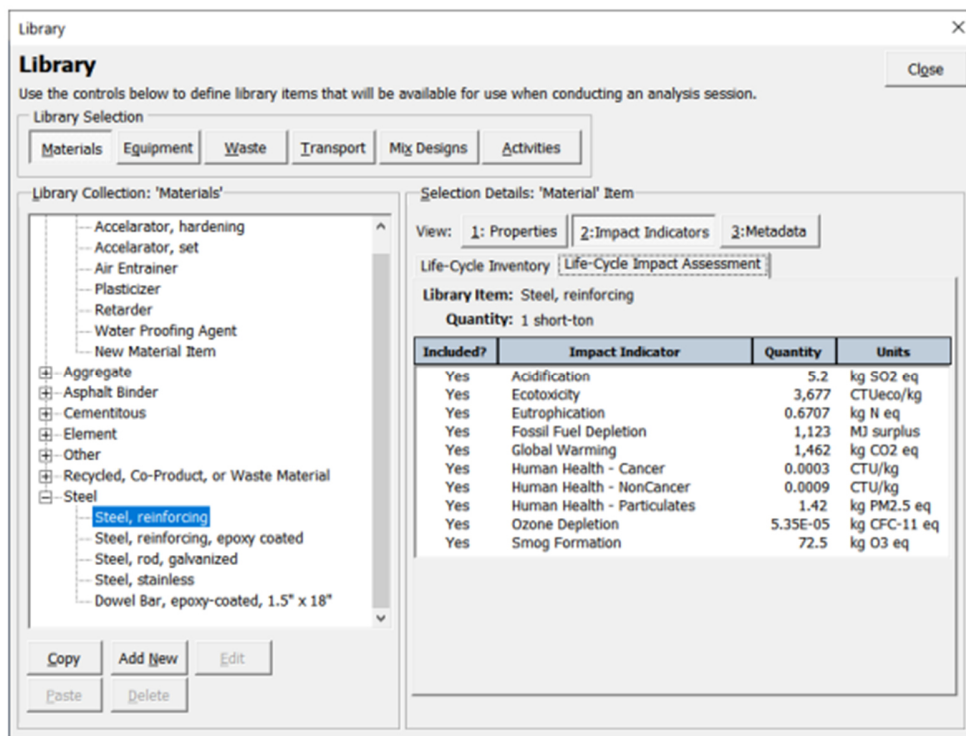 Library
Library
Close
Use the controls below to define library items that will be available for use when conducting an analysis session.
Library Selection
Materials Equipment Waste Transport Mix Designs Activities
Library Collection: 'Materials'
Accelarator, hardening
Accelarator, set
Air Entrainer
Plasticizer
Retarder
Water Proofing Agent
New Material Item
Aggregate
Asphalt Binder
Cementitous
Element
Other
Recycled, Co-Product, or Waste Material
Steel
Steel, reinforcing
Steel, reinforcing, epoxy coated
Steel, rod, galvanized
Steel, stainless
Dowel Bar, epoxy-coated, 1.5" x 18"
Copy Add New Edit
Paste Delete
Selection Details: 'Material' Item
View: 1: Properties 2:Impact Indicators 3:Metadata
Life-Cycle Inventory Life-Cycle Impact Assessment
Library Item: Steel, reinforcing
Quantity: 1 short-ton
Included? Impact Indicator Quantity Units
Yes Acidification 5.2 kg SO2 eq
Yes Ecotoxicity 3,677 CTUeco/kg
Yes Eutrophication 0.6707 kg N eq
Yes Fossil Fuel Depletion 1,123 MJ surplus
Yes Global Warming 1,462 kg CO2 eq
Yes Human Health - Cancer 0.0003 CTU/kg
Yes Human Health - NonCancer 0.0009 CTU/kg
Yes Human Health - Particulates 1.42 kg PM2.5 eq
Yes Ozone Depletion 5.35E-05 kg CFC-11 eq
Yes Smog Formation 72.5 kg O3 eq